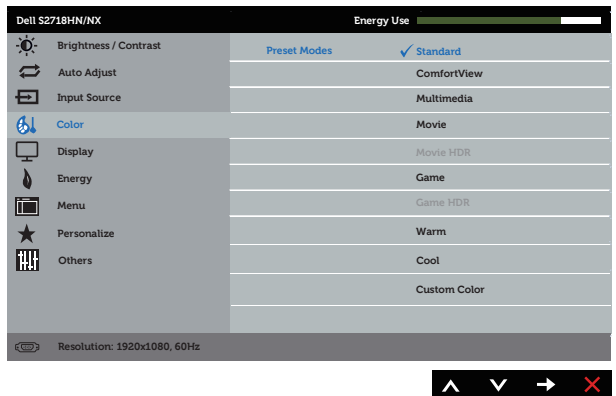 Dell S2718HN/NX Energy Use
Brightness / Contrast
Auto Adjust
Input Source
Color
Display
Energy
Menu
Personalize
Others
Preset Modes
Standard
ComfortView
Multimedia
Movie
Movie HDR
Game
Game HDR
Warm
Cool
Custom Color
Resolution: 1920x1080, 60Hz